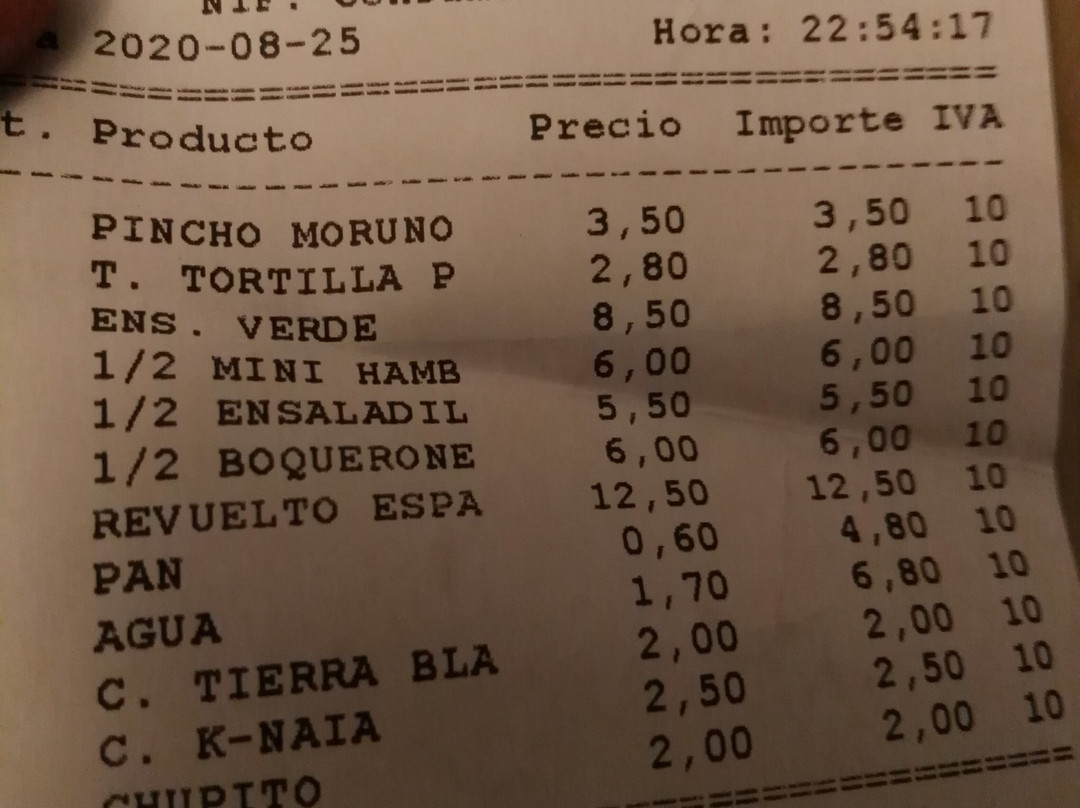 NIF:
a 2020-08-25 Hora: 22:54:17
t. Producto Precio Importe IVA
PINCHO MORUNO 3,50 3,50 10
T. TORTILLA P 2,80 2,80 10
ENS. VERDE 8,50 8,50 10
1/2 MINI HAMB 6,00 6,00 10
1/2 ENSALADIL 5,50 5,50 10
1/2 BOQUERONE 6,00 6,00 10
REVUELTO ESPA 12,50 12,50 10
PAN 0,60 4,80 10
AGUA 1,70 6,80 10
C. TIERRA BLA 2,00 2,00 10
C. K-NAIA 2,50 2,50 10
CHUPITO 2,00 2,00 10